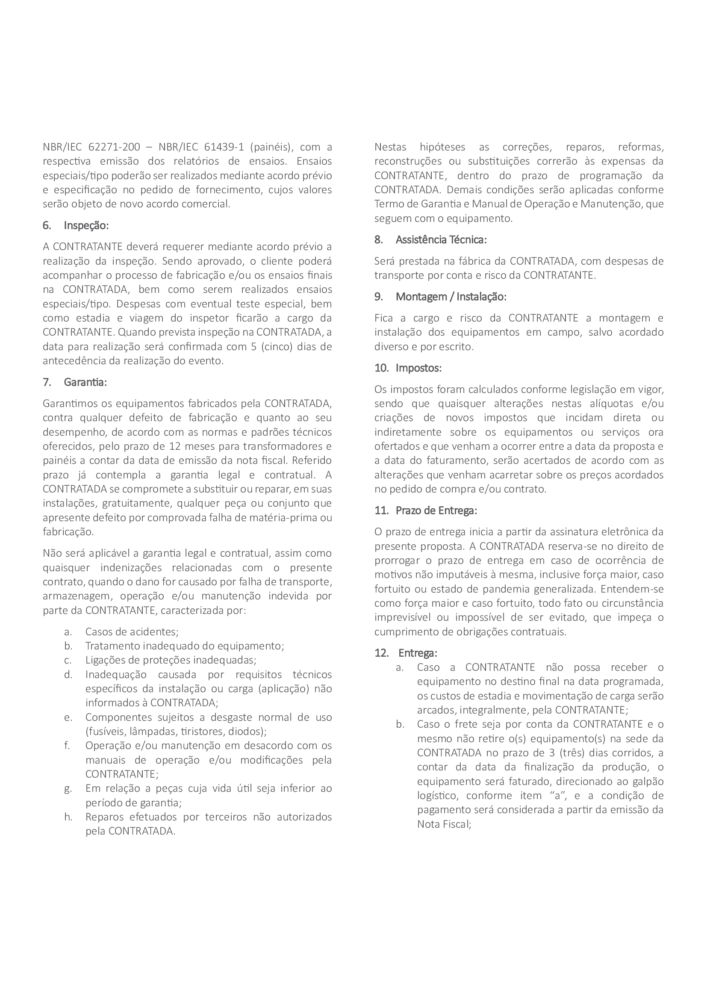 NBR/IEC 62271-200 – NBR/IEC 61439-1 (painéis), com a
respectiva emissão dos relatórios de ensaios. Ensaios
especiais/tipo poderão ser realizados mediante acordo prévio
e especificação no pedido de fornecimento, cujos valores
serão objeto de novo acordo comercial.
6. Inspeção:
A CONTRATANTE deverá requerer mediante acordo prévio a
realização da inspeção. Sendo aprovado, o cliente poderá
acompanhar o processo de fabricação e/ou os ensaios finais
na CONTRATADA, bem como serem realizados ensaios
especiais/tipo. Despesas com eventual teste especial, bem
como estadia e viagem do inspetor ficarão a cargo da
CONTRATANTE. Quando prevista inspeção na CONTRATADA, a
data para realização será confirmada com 5 (cinco) dias de
antecedência da realização do evento.
7. Garantia:
Garantimos os equipamentos fabricados pela CONTRATADA,
contra qualquer defeito de fabricação e quanto ao seu
desempenho, de acordo com as normas e padrões técnicos
oferecidos, pelo prazo de 12 meses para transformadores e
painéis a contar da data de emissão da nota fiscal. Referido
prazo já contempla a garantia legal e contratual. A
CONTRATADA se compromete a substituir ou reparar, em suas
instalações, gratuitamente, qualquer peça ou conjunto que
apresente defeito por comprovada falha de matéria-prima ou
fabricação.
Não será aplicável a garantia legal e contratual, assim como
quaisquer indenizações relacionadas com o presente
contrato, quando o dano for causado por falha de transporte,
armazenagem, operação e/ou manutenção indevida por
parte da CONTRATANTE, caracterizada por:
a. Casos de acidentes;
b. Tratamento inadequado do equipamento;
c. Ligações de proteções inadequadas;
d. Inadequação causada por requisitos técnicos
específicos da instalação ou carga (aplicação) não
informados à CONTRATADA;
e. Componentes sujeitos a desgaste normal de uso
(fusíveis, lâmpadas, tiristores, diodos);
f. Operação e/ou manutenção em desacordo com os
manuais de operação e/ou modificações pela
CONTRATANTE;
g. Em relação a peças cuja vida útil seja inferior ao
período de garantia;
h. Reparos efetuados por terceiros não autorizados
pela CONTRATADA.
Nestas hipóteses as correções, reparos, reformas,
reconstruções ou substituições correrão às expensas da
CONTRATANTE, dentro do prazo de programação da
CONTRATADA. Demais condições serão aplicadas conforme
Termo de Garantia e Manual de Operação e Manutenção, que
seguem com o equipamento.
8. Assistência Técnica:
Será prestada na fábrica da CONTRATADA, com despesas de
transporte por conta e risco da CONTRATANTE.
9. Montagem / Instalação:
Fica a cargo e risco da CONTRATANTE a montagem e
instalação dos equipamentos em campo, salvo acordado
diverso e por escrito.
10. Impostos:
Os impostos foram calculados conforme legislação em vigor,
sendo que quaisquer alterações nestas alíquotas e/ou
criações de novos impostos que incidam direta ou
indiretamente sobre os equipamentos ou serviços ora
ofertados e que venham a ocorrer entre a data da proposta e
a data do faturamento, serão acertados de acordo com as
alterações que venham acarretar sobre os preços acordados
no pedido de compra e/ou contrato.
11. Prazo de Entrega:
O prazo de entrega inicia a partir da assinatura eletrônica da
presente proposta. A CONTRATADA reserva-se no direito de
prorrogar o prazo de entrega em caso de ocorrência de
motivos não imputáveis à mesma, inclusive força maior, caso
fortuito ou estado de pandemia generalizada. Entendem-se
como força maior e caso fortuito, todo fato ou circunstância
imprevisível ou impossível de ser evitado, que impeça o
cumprimento de obrigações contratuais.
12. Entrega:
a. Caso a CONTRATANTE não possa receber o
equipamento no destino final na data programada,
os custos de estadia e movimentação de carga serão
arcados, integralmente, pela CONTRATANTE;
b. Caso o frete seja por conta da CONTRATANTE e o
mesmo não retire o(s) equipamento(s) na sede da
CONTRATADA no prazo de 3 (três) dias corridos, a
contar da data da finalização da produção, o
equipamento será faturado, direcionado ao galpão
logístico, conforme item “a”, e a condição de
pagamento será considerada a partir da emissão da
Nota Fiscal;